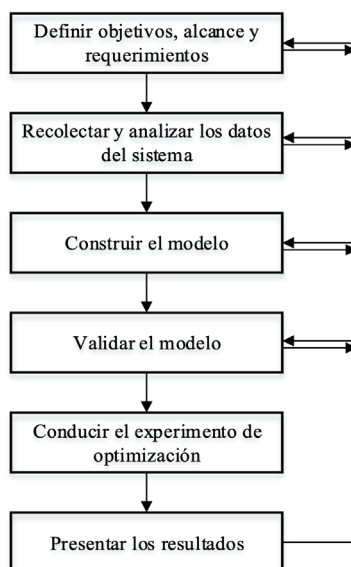 Definir objetivos, alcance y
requerimientos
Recolectar y analizar los datos
del sistema
Construir el modelo
Validar el modelo
Conducir el experimento de
optimización
Presentar los resultados